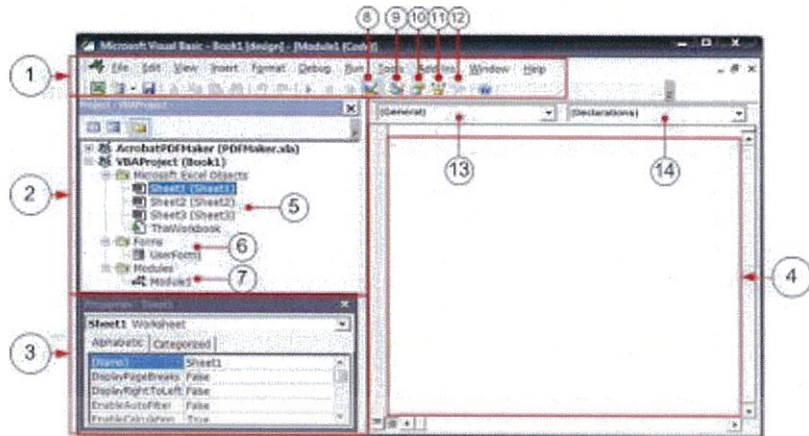 8 9 10 11 12
Microsoft Visual Basic - Book1 [design] - [Module1 (Code)]
1
File Edit View Insert Format Debug Run Tools Add-Ins Window Help
Project - VBAProject
(General) (Declarations)
13 14
AcrobatPDFMaker (PDFMaker.xla)
VBAProject (Book1)
Microsoft Excel Objects
2
Sheet1 (Sheet1)
Sheet2 (Sheet2) 5
Sheet3 (Sheet3)
ThisWorkbook
Forms 6
UserForm1
Modules
Module1 7
4
Properties - Sheet1
Sheet1 Worksheet
3
Alphabetic Categorized
(Name) Sheet1
DisplayPageBreaks False
DisplayRightToLeft False
EnableAutoFilter False
EnableCalculation True